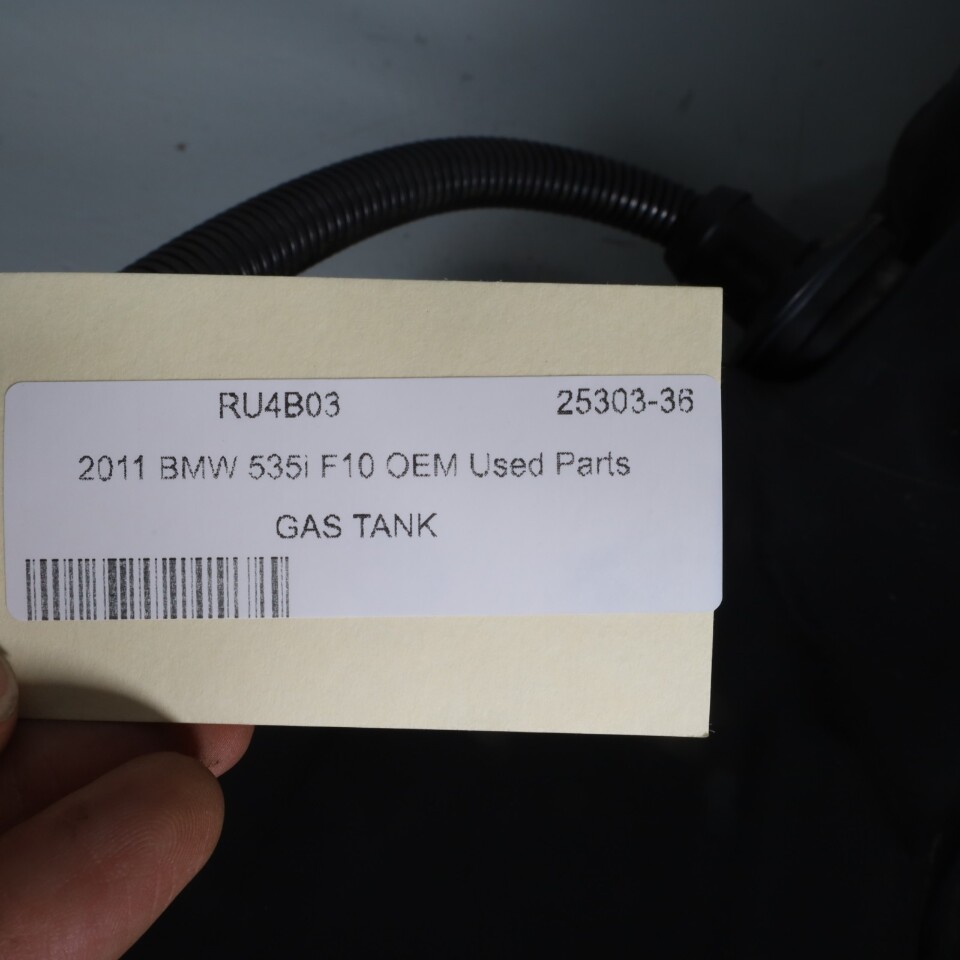 RU4B03 25303-36
2011 BMW 535i F10 OEM Used Parts
GAS TANK